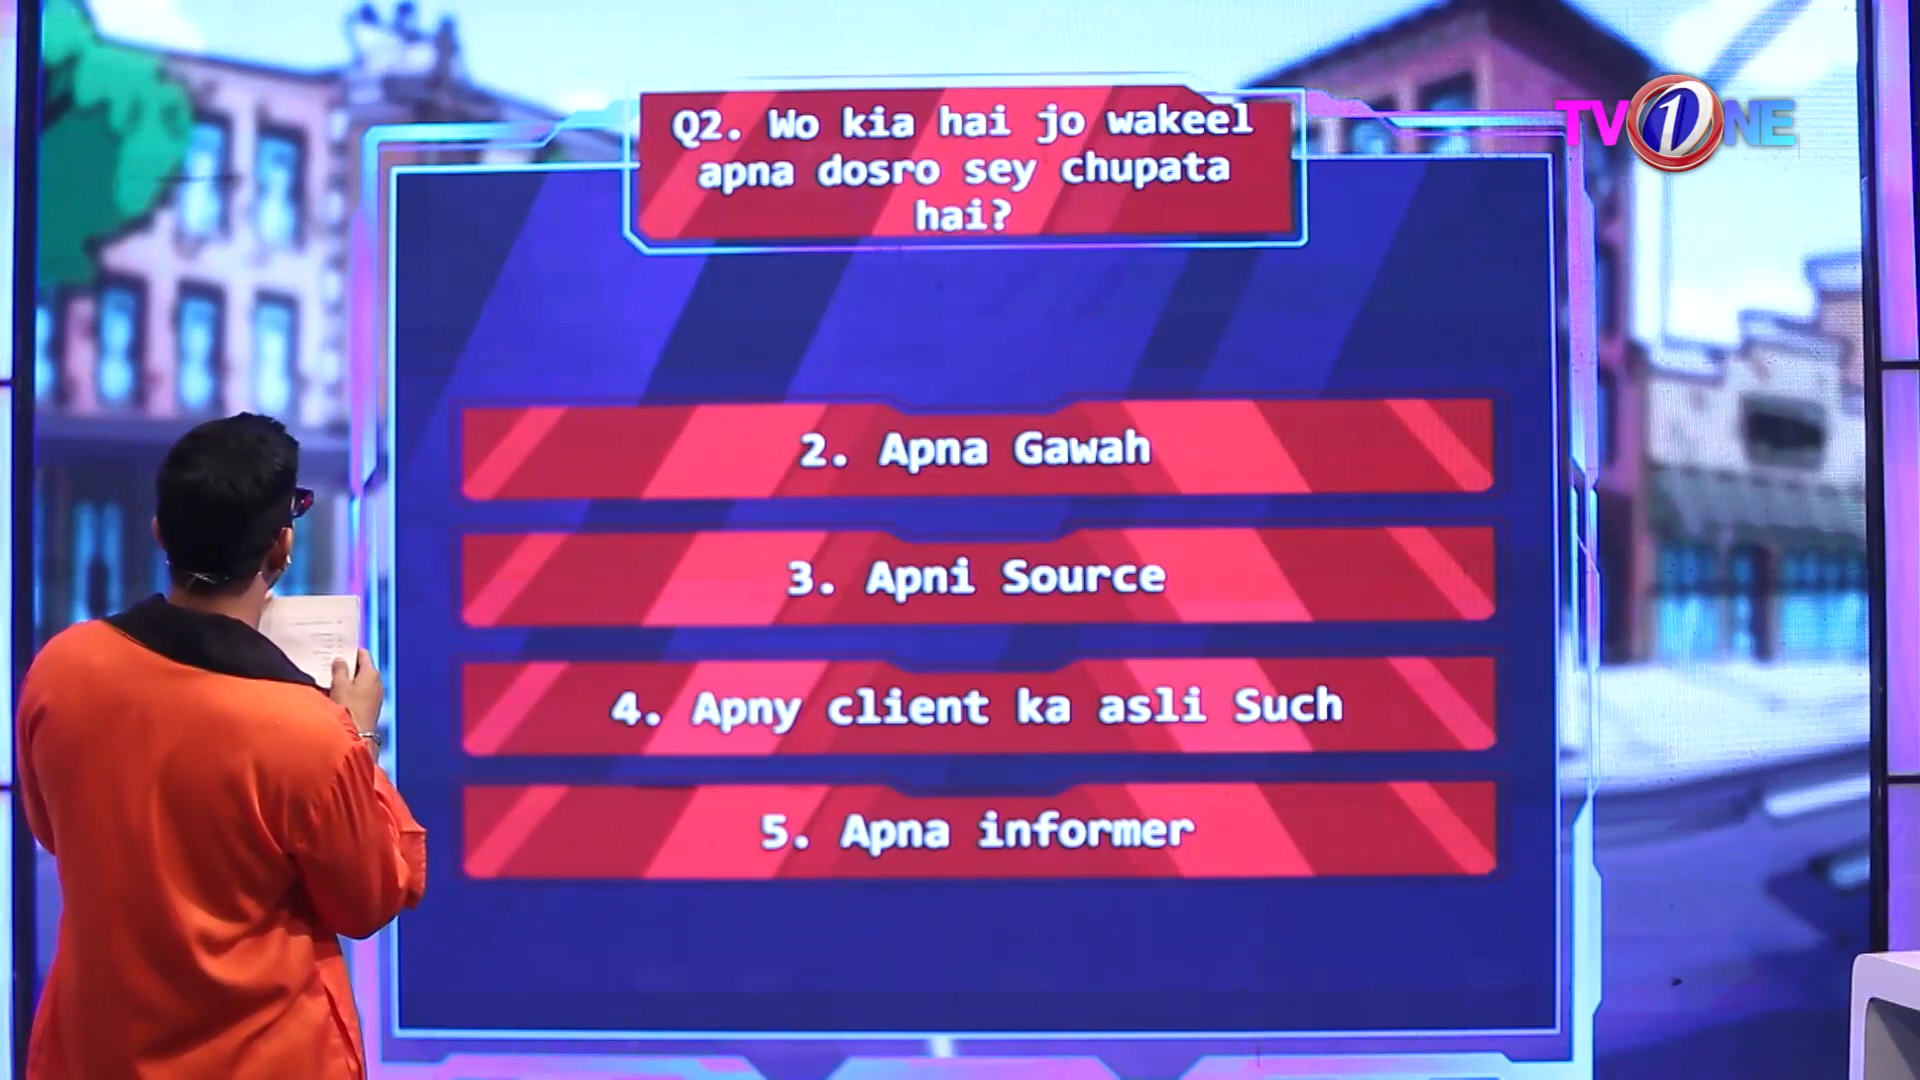 Q2. Wo kia hai jo wakeel
apna dosro sey chupata
hai?
TV 1 ONE
2. Apna Gawah
3. Apni Source
4. Apny client ka asli Such
5. Apna informer